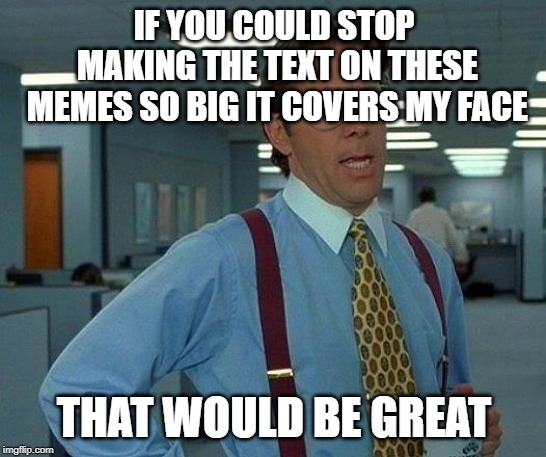 IF YOU COULD STOP
MAKING THE TEXT ON THESE
MEMES SO BIG IT COVERS MY FACE
THAT WOULD BE GREAT
imgflip.com